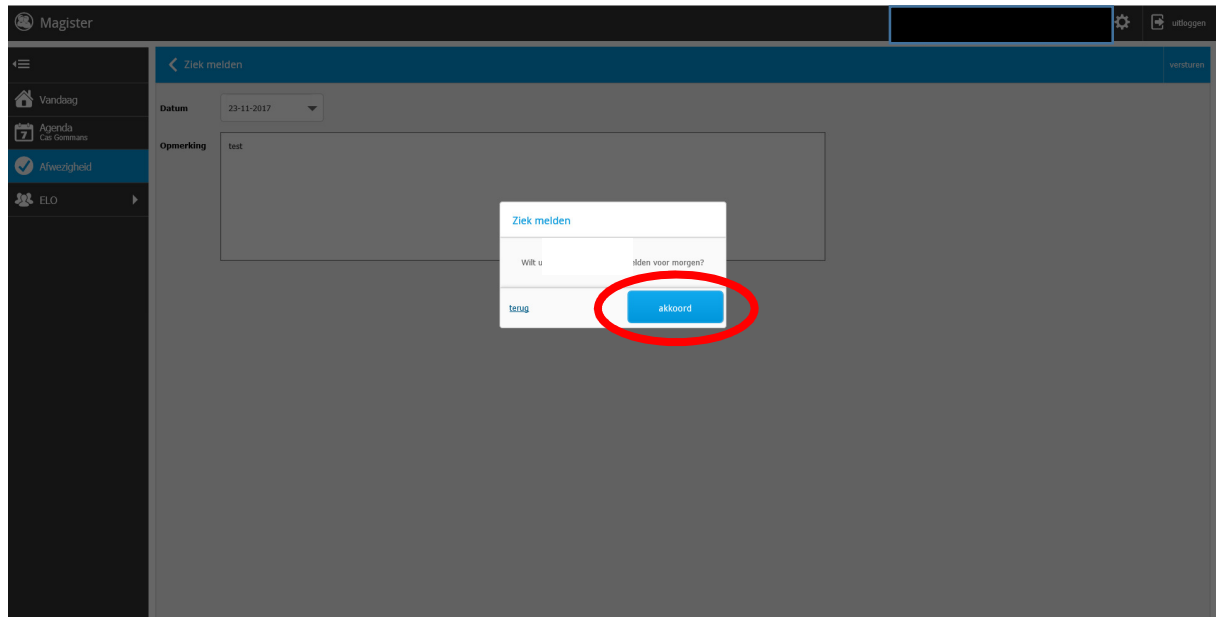 Magister
uitloggen
Ziek melden
versturen
Vandaag
Agenda
Cas Gommans
Afwezigheid
ELO
Datum
23-11-2017
Opmerking
test
Ziek melden
Wilt u
voor morgen?
terug
akkoord